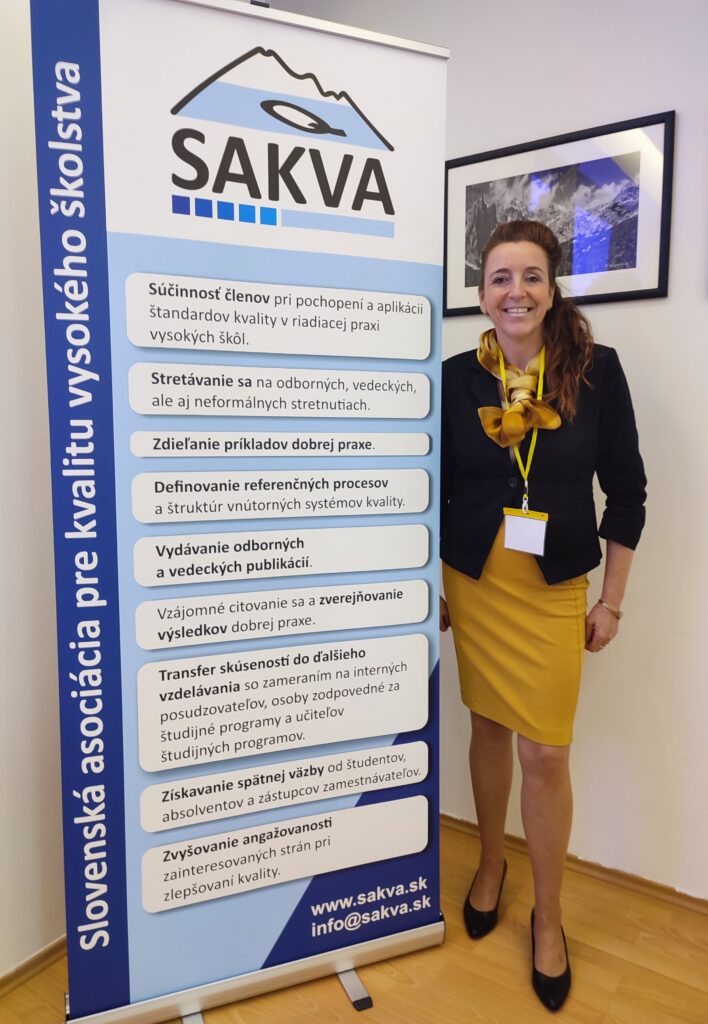 Slovenská asociácia pre kvalitu vysokého školstva
SAKVA
Súčinnosť členov pri pochopení a aplikácii
štandardov kvality v riadiacej praxi
vysokých škôl.
Stretávanie sa na odborných, vedeckých,
ale aj neformálnych stretnutiach.
Zdieľanie príkladov dobrej praxe.
Definovanie referenčných procesov
a štruktúr vnútorných systémov kvality.
Vydávanie odborných
a vedeckých publikácií.
Vzájomné citovanie sa a zverejňovanie
výsledkov dobrej praxe.
Transfer skúseností do ďalšieho
vzdelávania so zameraním na interných
posudzovateľov, osoby zodpovedné za
študijné programy a učiteľov
študijných programov.
Získavanie spätnej väzby od študentov,
absolventov a zástupcov zamestnávateľov.
Zvyšovanie angažovanosti
zainteresovaných strán pri
zlepšovaní kvality.
www.sakva.sk
info@sakva.sk